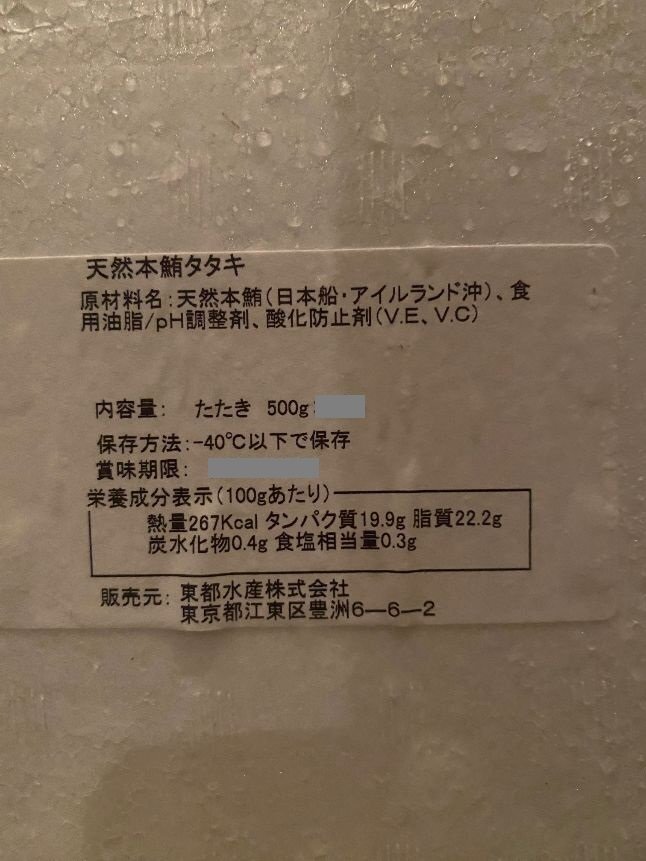 天然本鮪タタキ
原材料名:天然本鮪(日本船・アイルランド沖)、食
用油脂/pH調整剤、酸化防止剤(V.E、V.C)
内容量: たたき 500g
保存方法:-40℃以下で保存
賞味期限:
栄養成分表示(100gあたり)
熱量267Kcal タンパク質19.9g 脂質22.2g
炭水化物0.4g 食塩相当量0.3g
販売元: 東都水産株式会社
東京都江東区豊洲6—6—2